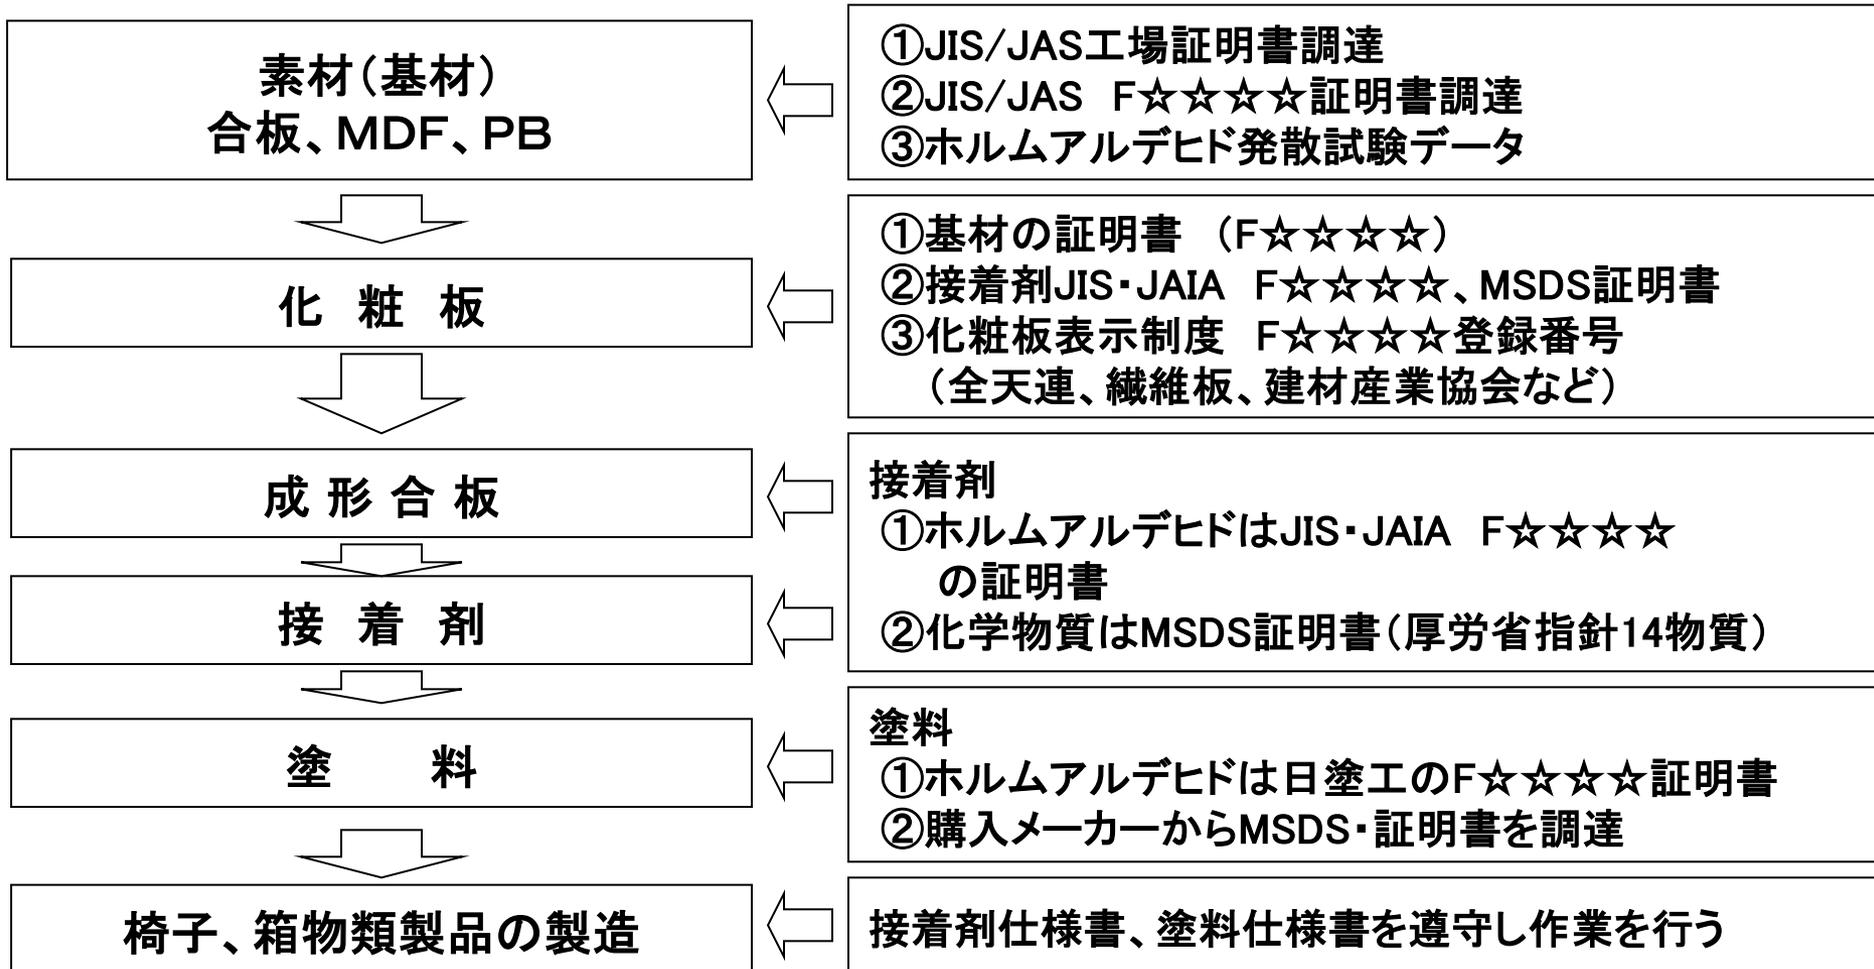 素材（基材）
合板、MDF、PB
①JIS/JAS工場証明書調達
②JIS/JAS　F☆☆☆☆証明書調達
③ホルムアルデヒド発散試験データ
化　粧　板
①基材の証明書　（F☆☆☆☆）
②接着剤JIS・JAIA　F☆☆☆☆、MSDS証明書
③化粧板表示制度　F☆☆☆☆登録番号
（全天連、繊維板、建材産業協会など）
成 形 合 板
接　着　剤
接着剤
①ホルムアルデヒドはJIS・JAIA　F☆☆☆☆
の証明書
②化学物質はMSDS証明書（厚労省指針14物質）
塗　　料
塗料
①ホルムアルデヒドは日塗工のF☆☆☆☆証明書
②購入メーカーからMSDS・証明書を調達
椅子、箱物類製品の製造
接着剤仕様書、塗料仕様書を遵守し作業を行う